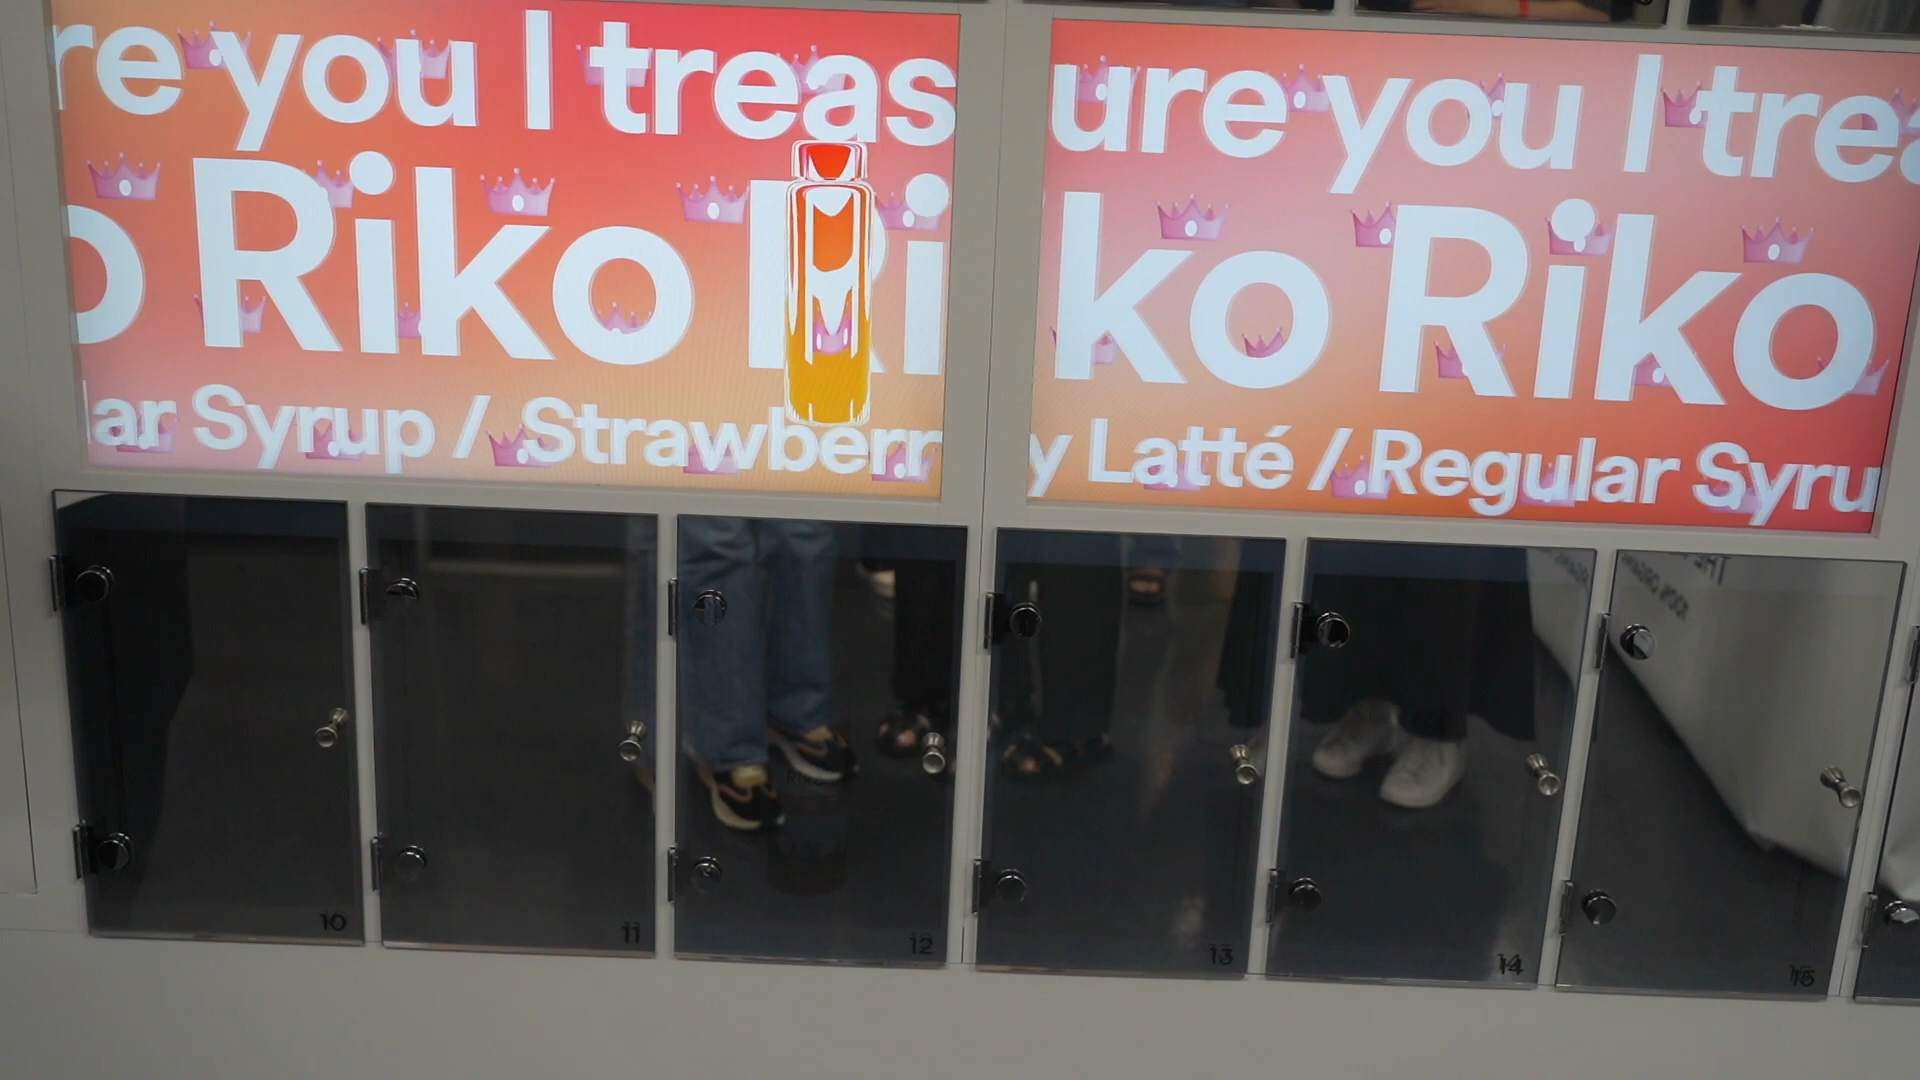 re you I treas
o Riko Ri
lar Syrup / Strawberr
ure you I trea
ko Riko
y Latté / Regular Syru
10
11
12
13
14
15